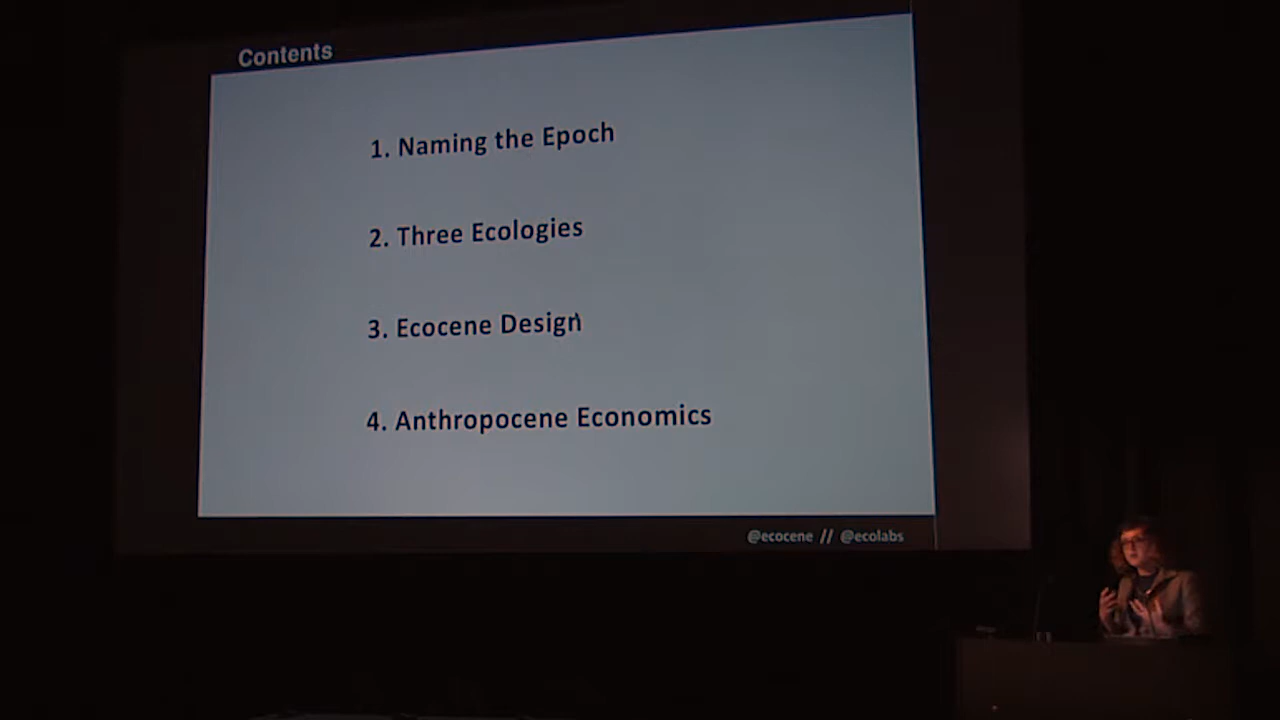 Contents
1. Naming the Epoch
2. Three Ecologies
3. Ecocene Design
4. Anthropocene Economics
@ecocene // @ecolabs